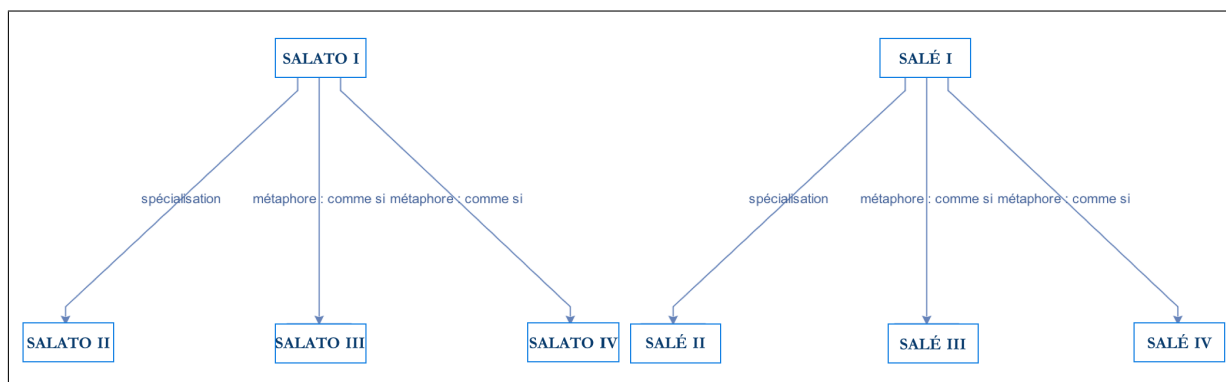 SALATO I
SALÉ I
spécialisation
métaphore : comme si
métaphore : comme si
spécialisation
métaphore : comme si
métaphore : comme si
SALATO II
SALATO III
SALATO IV
SALÉ II
SALÉ III
SALÉ IV